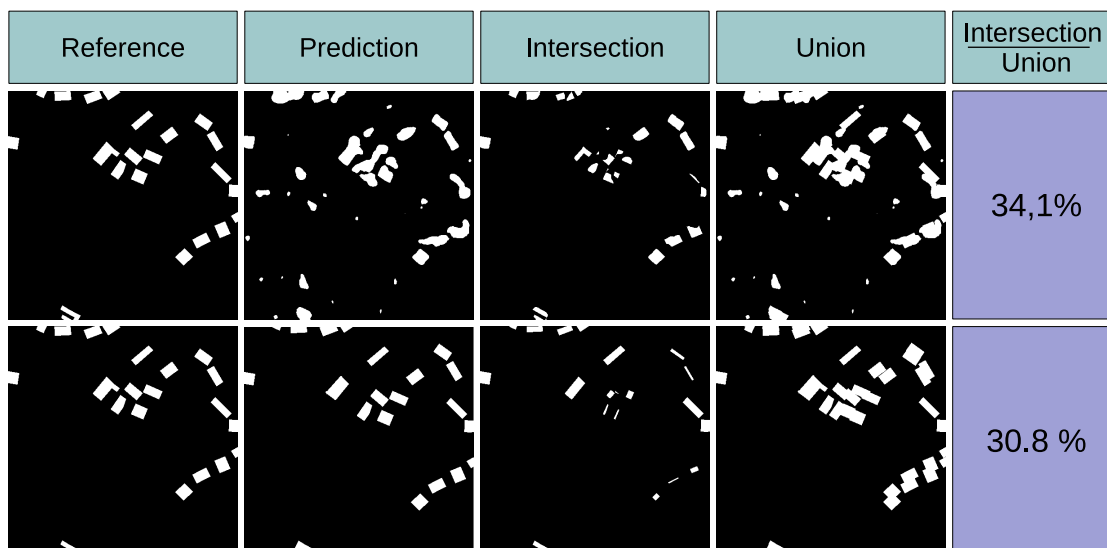 Reference
Prediction
Intersection
Union
Intersection
Union
34,1%
30.8 %